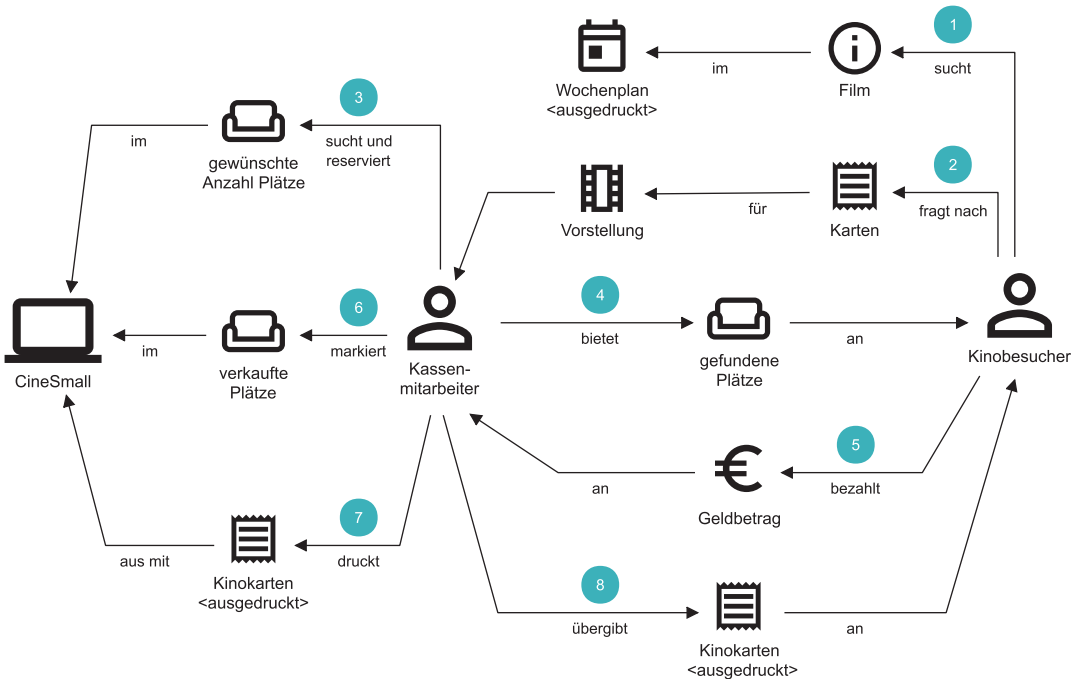 1
sucht
Film
im
Wochenplan
<ausgedruckt>
2
fragt nach
Karten
für
Vorstellung
3
sucht und
reserviert
gewünschte
Anzahl Plätze
im
4
bietet
gefundene
Plätze
an
Kinobesucher
6
markiert
verkaufte
Plätze
im
CineSmall
Kassen-
mitarbeiter
5
bezahlt
Geldbetrag
an
7
druckt
Kinokarten
<ausgedruckt>
aus mit
8
übergibt
Kinokarten
<ausgedruckt>
an